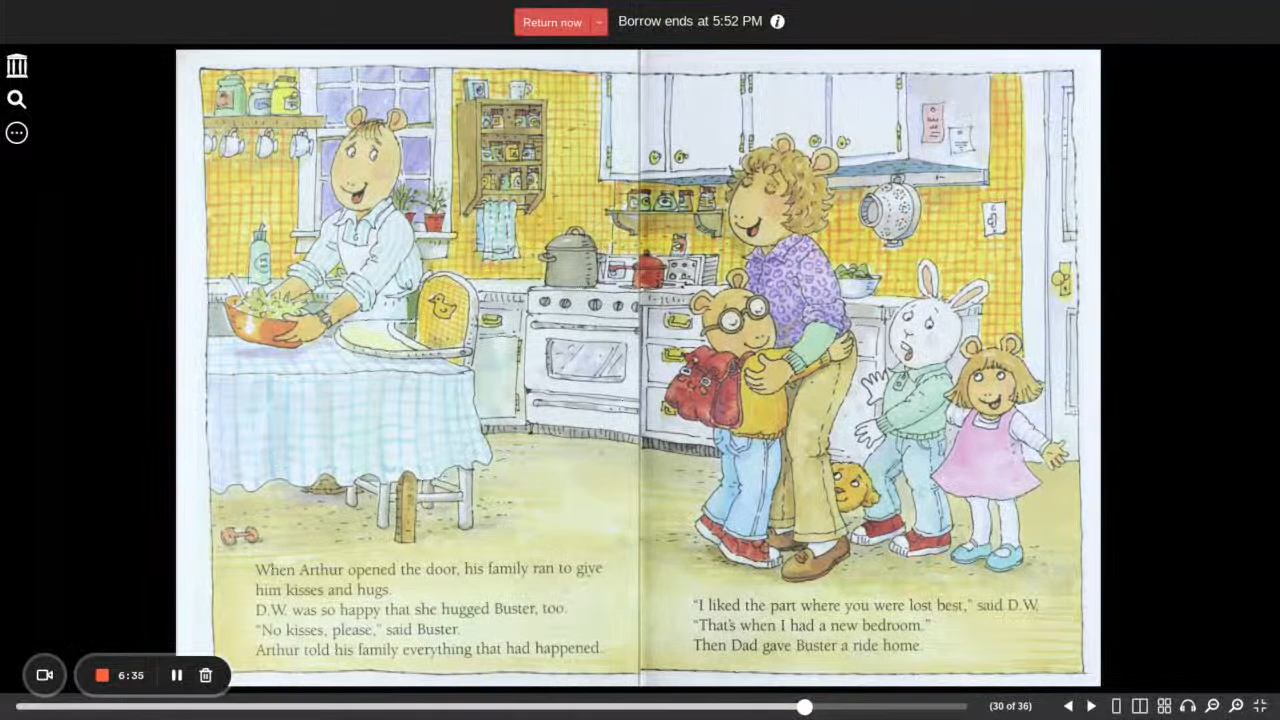 Return now
Borrow ends at 5:52 PM
When Arthur opened the door, his family ran to give
him kisses and hugs.
D.W. was so happy that she hugged Buster, too.
"No kisses, please," said Buster.
Arthur told his family everything that had happened.
"I liked the part where you were lost best," said D.W.
"That's when I had a new bedroom."
Then Dad gave Buster a ride home.
6:35
(30 of 36)